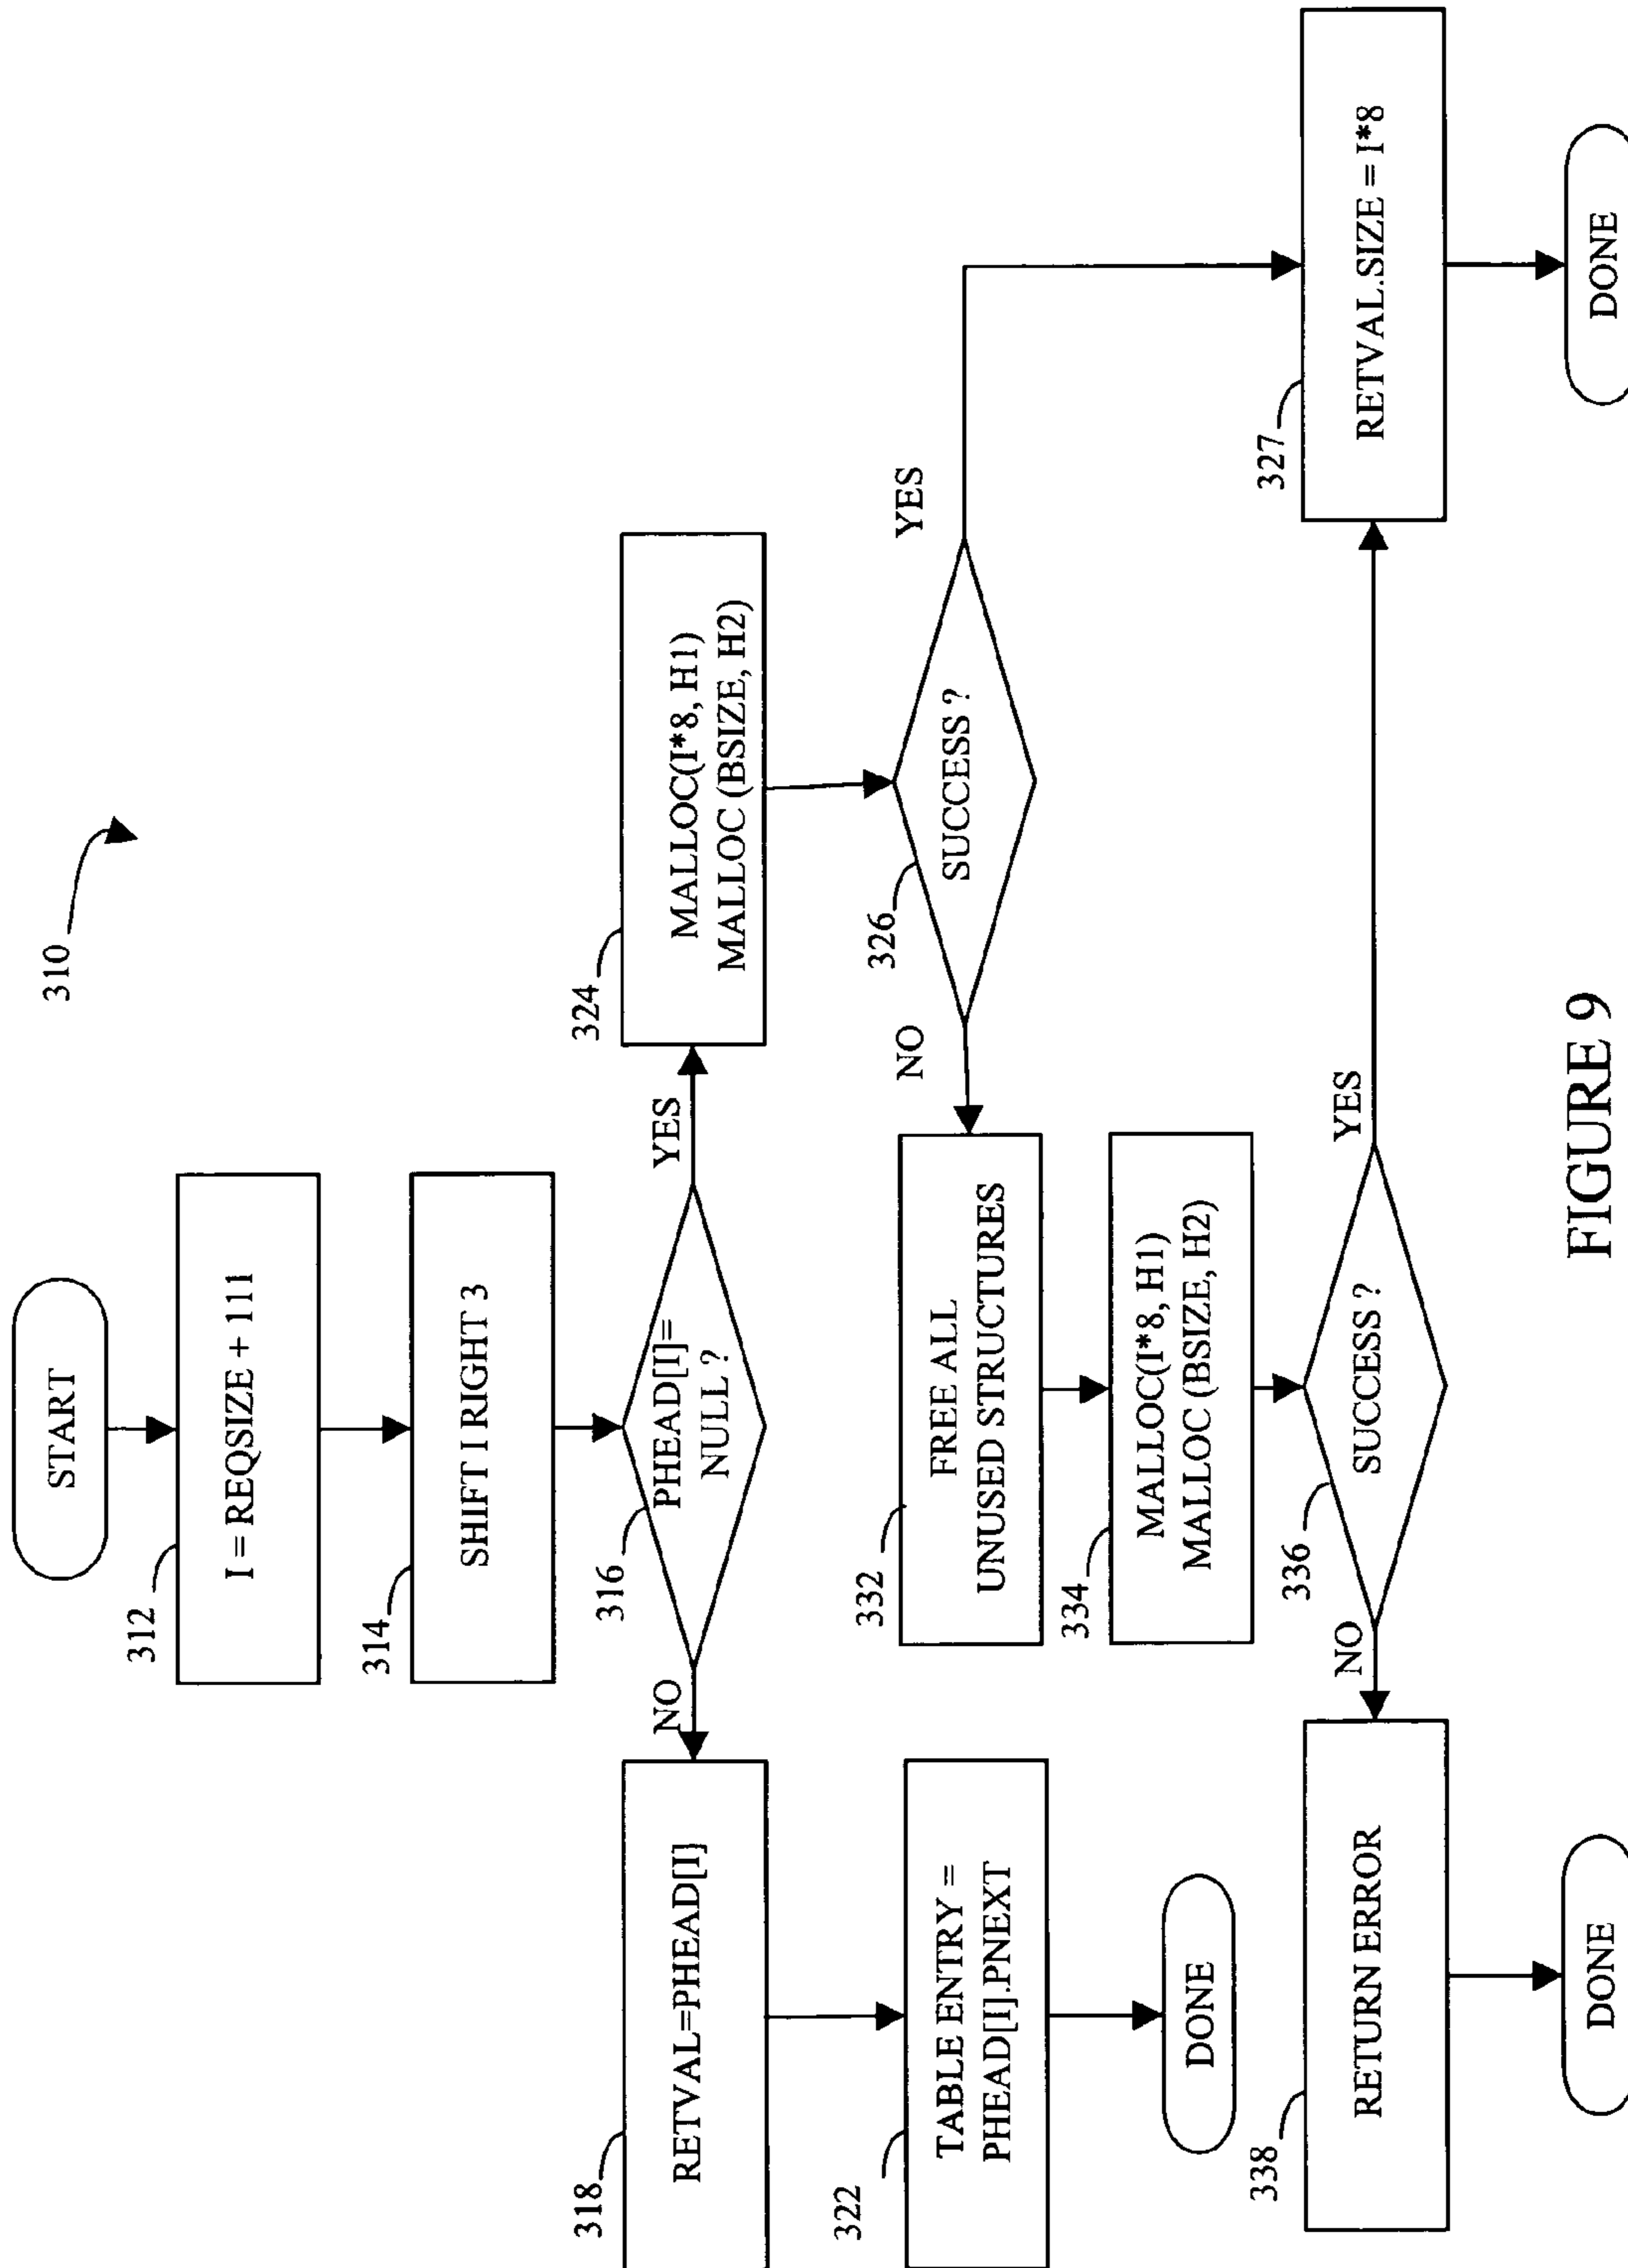 310
START
312
I = REQSIZE + 111
314
SHIFT I RIGHT 3
316
PHEAD[I]=
NULL ?
NO
YES
318
RETVAL=PHEAD[I]
322
TABLE ENTRY =
PHEAD[I].PNEXT
DONE
324
MALLOC(I*8, H1)
MALLOC (BSIZE, H2)
326
SUCCESS ?
NO
YES
332
FREE ALL
UNUSED STRUCTURES
334
MALLOC(I*8, H1)
MALLOC (BSIZE, H2)
336
SUCCESS ?
NO
YES
338
RETURN ERROR
DONE
327
RETVAL.SIZE = I*8
DONE
FIGURE 9